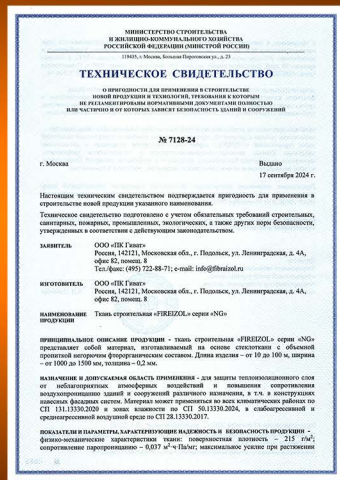 МИНИСТЕРСТВО СТРОИТЕЛЬСТВА
И ЖИЛИЩНО-КОММУНАЛЬНОГО ХОЗЯЙСТВА
РОССИЙСКОЙ ФЕДЕРАЦИИ (МИНСТРОЙ РОССИИ)
119435, г. Москва, Большая Пироговская ул., д. 23
ТЕХНИЧЕСКОЕ СВИДЕТЕЛЬСТВО
О ПРИГОДНОСТИ ДЛЯ ПРИМЕНЕНИЯ В СТРОИТЕЛЬСТВЕ
НОВОЙ ПРОДУКЦИИ И ТЕХНОЛОГИЙ, ТРЕБОВАНИЯ К КОТОРЫМ
НЕ РЕГЛАМЕНТИРОВАНЫ НОРМАТИВНЫМИ ДОКУМЕНТАМИ ПОЛНОСТЬЮ
ИЛИ ЧАСТИЧНО И ОТ КОТОРЫХ ЗАВИСЯТ БЕЗОПАСНОСТЬ ЗДАНИЙ И СООРУЖЕНИЙ
№ 7128-24
г. Москва Выдано
17 сентября 2024 г.
Настоящим техническим свидетельством подтверждается пригодность для применения в
строительстве новой продукции указанного наименования.
Техническое свидетельство подготовлено с учетом обязательных требований строительных,
санитарных, пожарных, промышленных, экологических, а также других норм безопасности,
утвержденных в соответствии с действующим законодательством.
ЗАЯВИТЕЛЬ ООО «ПК Гиват»
Россия, 142121, Московская обл., г. Подольск, ул. Ленинградская, д. 4А,
офис 82, помещ. 8
Тел./факс: (495) 722-88-71; e-mail: info@fibraizol.ru
ИЗГОТОВИТЕЛЬ ООО «ПК Гиват»
Россия, 142121, Московская обл., г. Подольск, ул. Ленинградская, д. 4А,
офис 82, помещ. 8
НАИМЕНОВАНИЕ ПРОДУКЦИИ Ткань строительная «FIREIZOL» серии «NG»
ПРИНЦИПИАЛЬНОЕ ОПИСАНИЕ ПРОДУКЦИИ - ткань строительная «FIREIZOL» серии «NG»
представляет собой материал, изготавливаемый на основе стеклоткани с объемной
пропиткой негорючим фторорганическим составом. Длина изделия – от 10 до 100 м, ширина
– от 1000 до 1500 мм, толщина – 0,2 мм.
НАЗНАЧЕНИЕ И ДОПУСКАЕМАЯ ОБЛАСТЬ ПРИМЕНЕНИЯ - для защиты теплоизоляционного слоя
от неблагоприятных атмосферных воздействий и повышения сопротивления
воздухопроницанию зданий и сооружений различного назначения, в т.ч. в конструкциях
навесных фасадных систем. Материал может применяться во всех климатических районах по
СП 131.13330.2020 и зонах влажности по СП 50.13330.2024, в слабоагрессивной и
среднеагрессивной воздушной среде по СП 28.13330.2017.
ПОКАЗАТЕЛИ И ПАРАМЕТРЫ, ХАРАКТЕРИЗУЮЩИЕ НАДЕЖНОСТЬ И БЕЗОПАСНОСТЬ ПРОДУКЦИИ -
физико-механические характеристики ткани: поверхностная плотность – 215 г/м²;
сопротивление паропроницанию – 0,037 м²·ч·Па/мг; максимальное усилие при растяжении